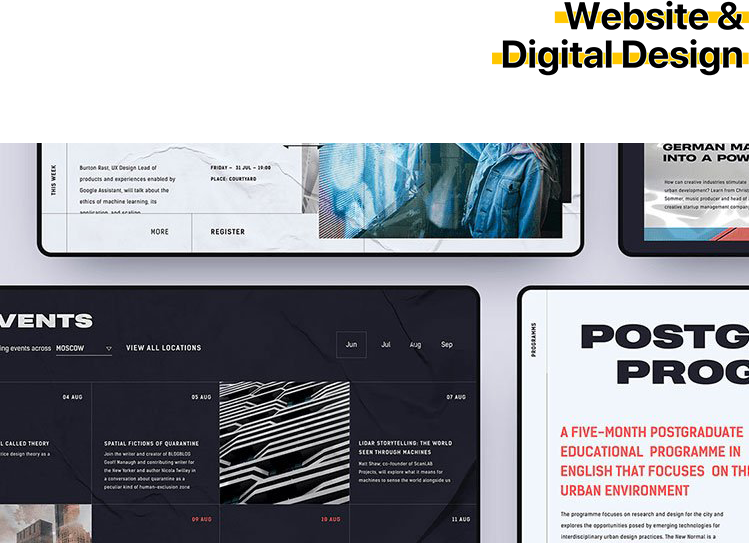 Website &
Digital Design
THIS WEEK
Burton Rast, UX Design Lead of
products and experiences enabled by
Google Assistant, will talk about the
ethics of machine learning, its
application, and scaling
FRIDAY – 31 JUL – 19:00
PLACE: COURTYARD
MORE
REGISTER
GERMAN MA
INTO A POW
How can creative industries stimulate
urban development? Learn from Christ
Sommer, music producer and head of
creative startup management compan
VENTS
ing events across MOSCOW
VIEW ALL LOCATIONS
Jun
Jul
Aug
Sep
04 AUG
L CALLED THEORY
tice design theory as a
05 AUG
SPATIAL FICTIONS OF QUARANTINE
Join the writer and creator of BLDGBLOG
Geoff Manaugh and contributing writer for
the New Yorker and author Nicola Twilley in
a conversation about quarantine as a
peculiar kind of human-exclusion zone
07 AUG
LIDAR STORYTELLING: THE WORLD
SEEN THROUGH MACHINES
Matt Shaw, co-founder of ScanLAB
Projects, will explore what it means for
machines to sense the world alongside us
09 AUG
10 AUG
11 AUG
PROGRAMMS
POSTG
PROG
A FIVE-MONTH POSTGRADUATE
EDUCATIONAL PROGRAMME IN
ENGLISH THAT FOCUSES ON TH
URBAN ENVIRONMENT
The programme focuses on research and design for the city and
explores the opportunities posed by emerging technologies for
interdisciplinary urban design practices. The New Normal is a